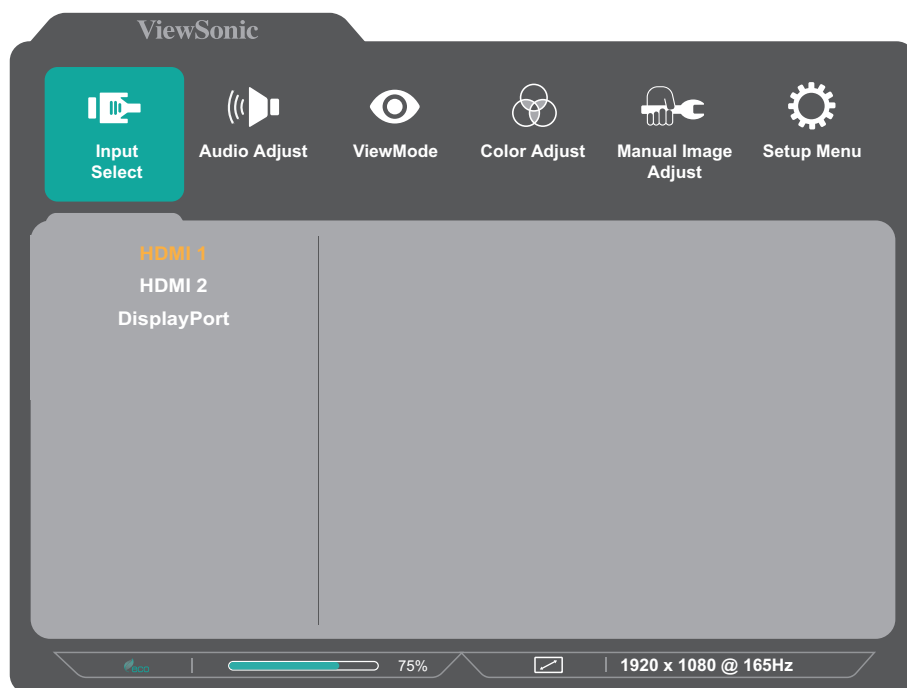 ViewSonic
Input Select
Audio Adjust
ViewMode
Color Adjust
Manual Image Adjust
Setup Menu
HDMI 1
HDMI 2
DisplayPort
eco
75%
1920 x 1080 @ 165Hz